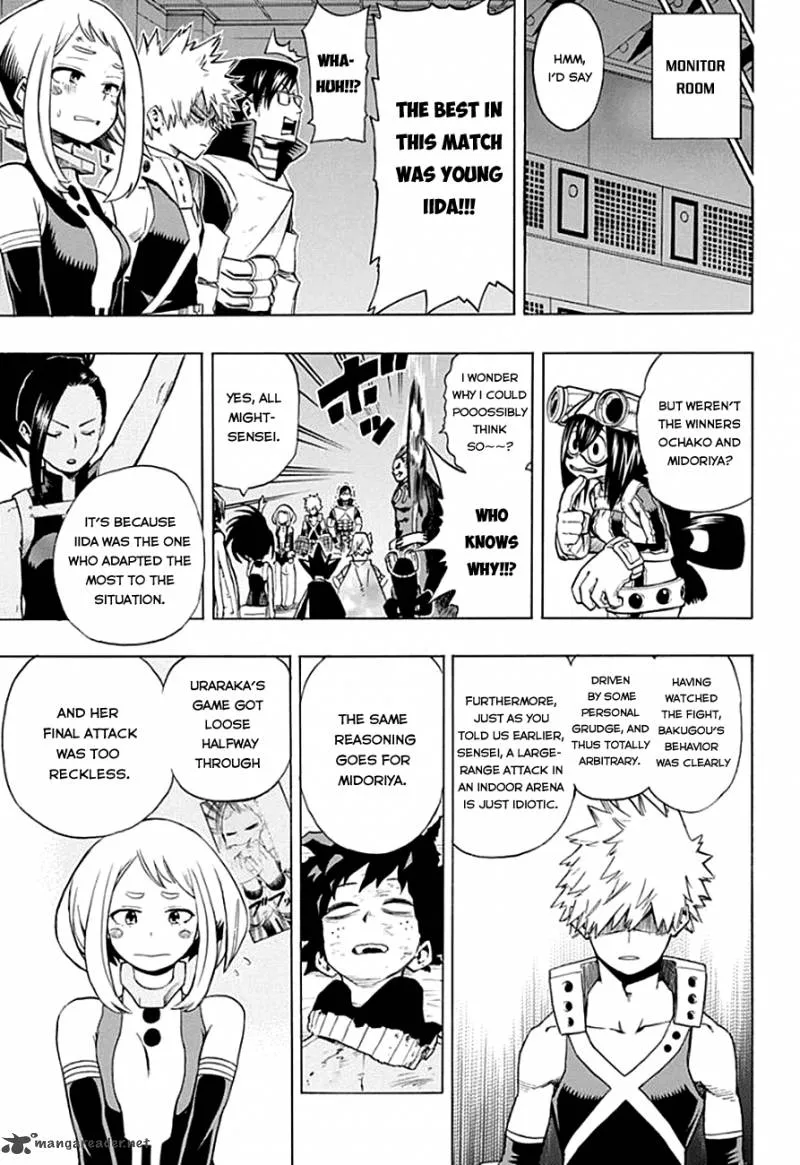 MONITOR
ROOM
HMM,
I'D SAY
THE BEST IN
THIS MATCH
WAS YOUNG
IIDA!!!
WHA-
HUH!!?
BUT WEREN'T
THE WINNERS
OCHAKO AND
MIDORIYA?
I WONDER
WHY I COULD
POOOSSIBLY
THINK
SO~~?
WHO
KNOWS
WHY!!?
YES, ALL
MIGHT-
SENSEI.
IT'S BECAUSE
IIDA WAS THE ONE
WHO ADAPTED THE
MOST TO THE
SITUATION.
HAVING
WATCHED
THE FIGHT,
BAKUGOU'S
BEHAVIOR
WAS CLEARLY
DRIVEN
BY SOME
PERSONAL
GRUDGE, AND
THUS TOTALLY
ARBITRARY.
FURTHERMORE,
JUST AS YOU
TOLD US EARLIER,
SENSEI, A LARGE-
RANGE ATTACK IN
AN INDOOR ARENA
IS JUST IDIOTIC.
THE SAME
REASONING
GOES FOR
MIDORIYA.
URARAKA'S
GAME GOT
LOOSE
HALFWAY
THROUGH
AND HER
FINAL ATTACK
WAS TOO
RECKLESS.
mangareader.net